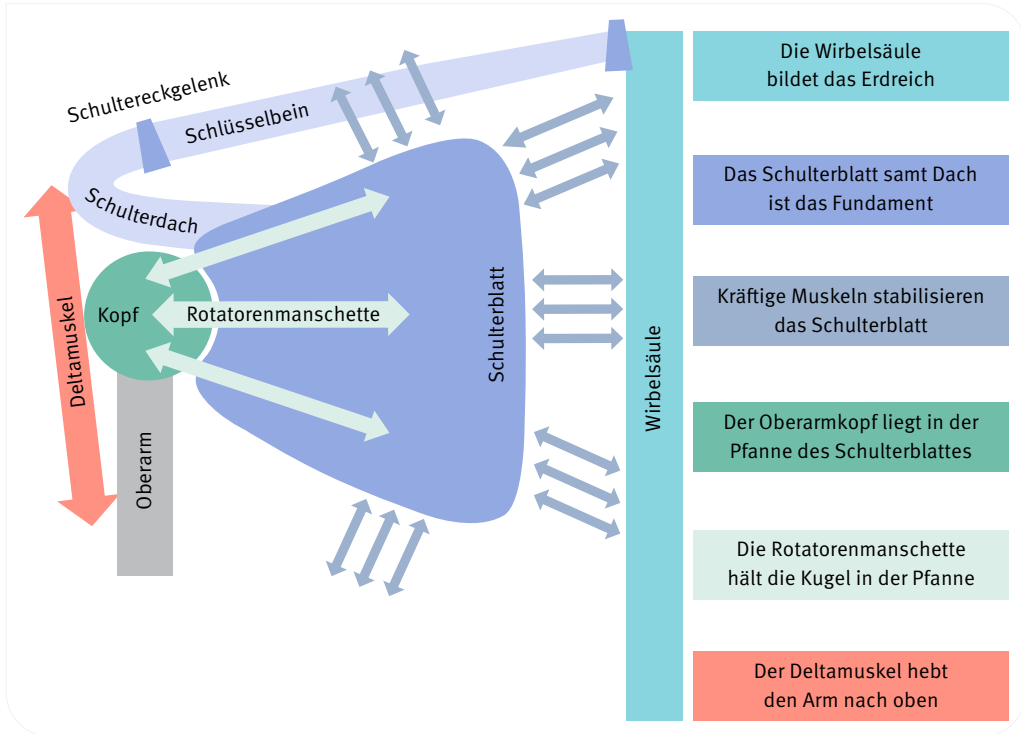 Schultereckgelenk
Schlüsselbein
Schulterdach
Kopf
Rotatorenmanschette
Deltamuskel
Oberarm
Schulterblatt
Wirbelsäule
Die Wirbelsäule
bildet das Erdreich
Das Schulterblatt samt Dach
ist das Fundament
Kräftige Muskeln stabilisieren
das Schulterblatt
Der Oberarmkopf liegt in der
Pfanne des Schulterblattes
Die Rotatorenmanschette
hält die Kugel in der Pfanne
Der Deltamuskel hebt
den Arm nach oben